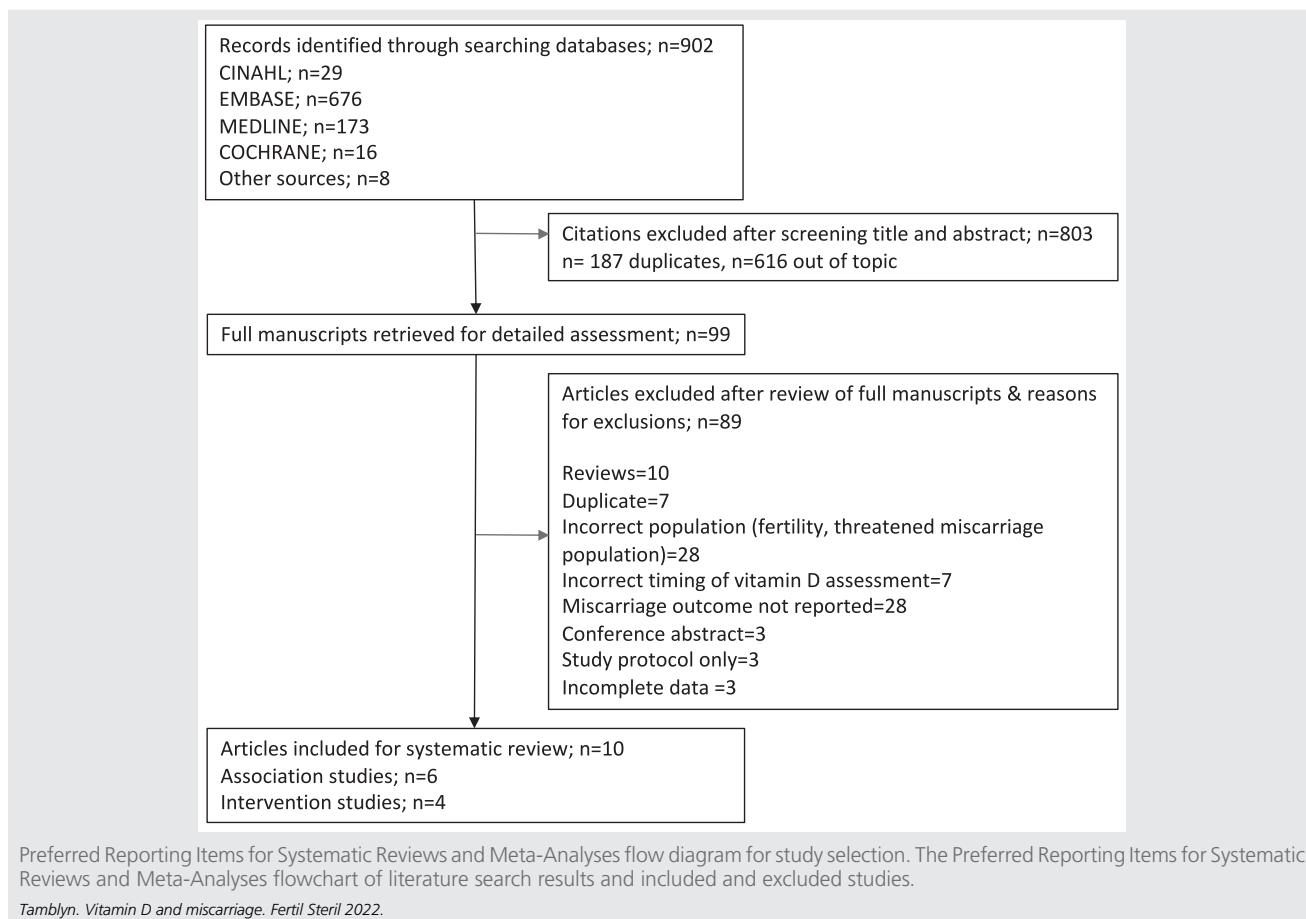 Records identified through searching databases; n=902
CINAHL; n=29
EMBASE; n=676
MEDLINE; n=173
COCHRANE; n=16
Other sources; n=8
Citations excluded after screening title and abstract; n=803
n= 187 duplicates, n=616 out of topic
Full manuscripts retrieved for detailed assessment; n=99
Articles excluded after review of full manuscripts & reasons
for exclusions; n=89
Reviews=10
Duplicate=7
Incorrect population (fertility, threatened miscarriage
population)=28
Incorrect timing of vitamin D assessment=7
Miscarriage outcome not reported=28
Conference abstract=3
Study protocol only=3
Incomplete data =3
Articles included for systematic review; n=10
Association studies; n=6
Intervention studies; n=4
Preferred Reporting Items for Systematic Reviews and Meta-Analyses flow diagram for study selection. The Preferred Reporting Items for Systematic
Reviews and Meta-Analyses flowchart of literature search results and included and excluded studies.
Tamblyn. Vitamin D and miscarriage. Fertil Steril 2022.